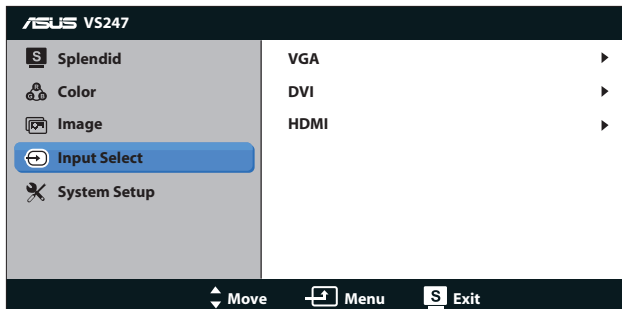 ASUS VS247
S Splendid
Color
Image
Input Select
System Setup
VGA
DVI
HDMI
Move Menu S Exit